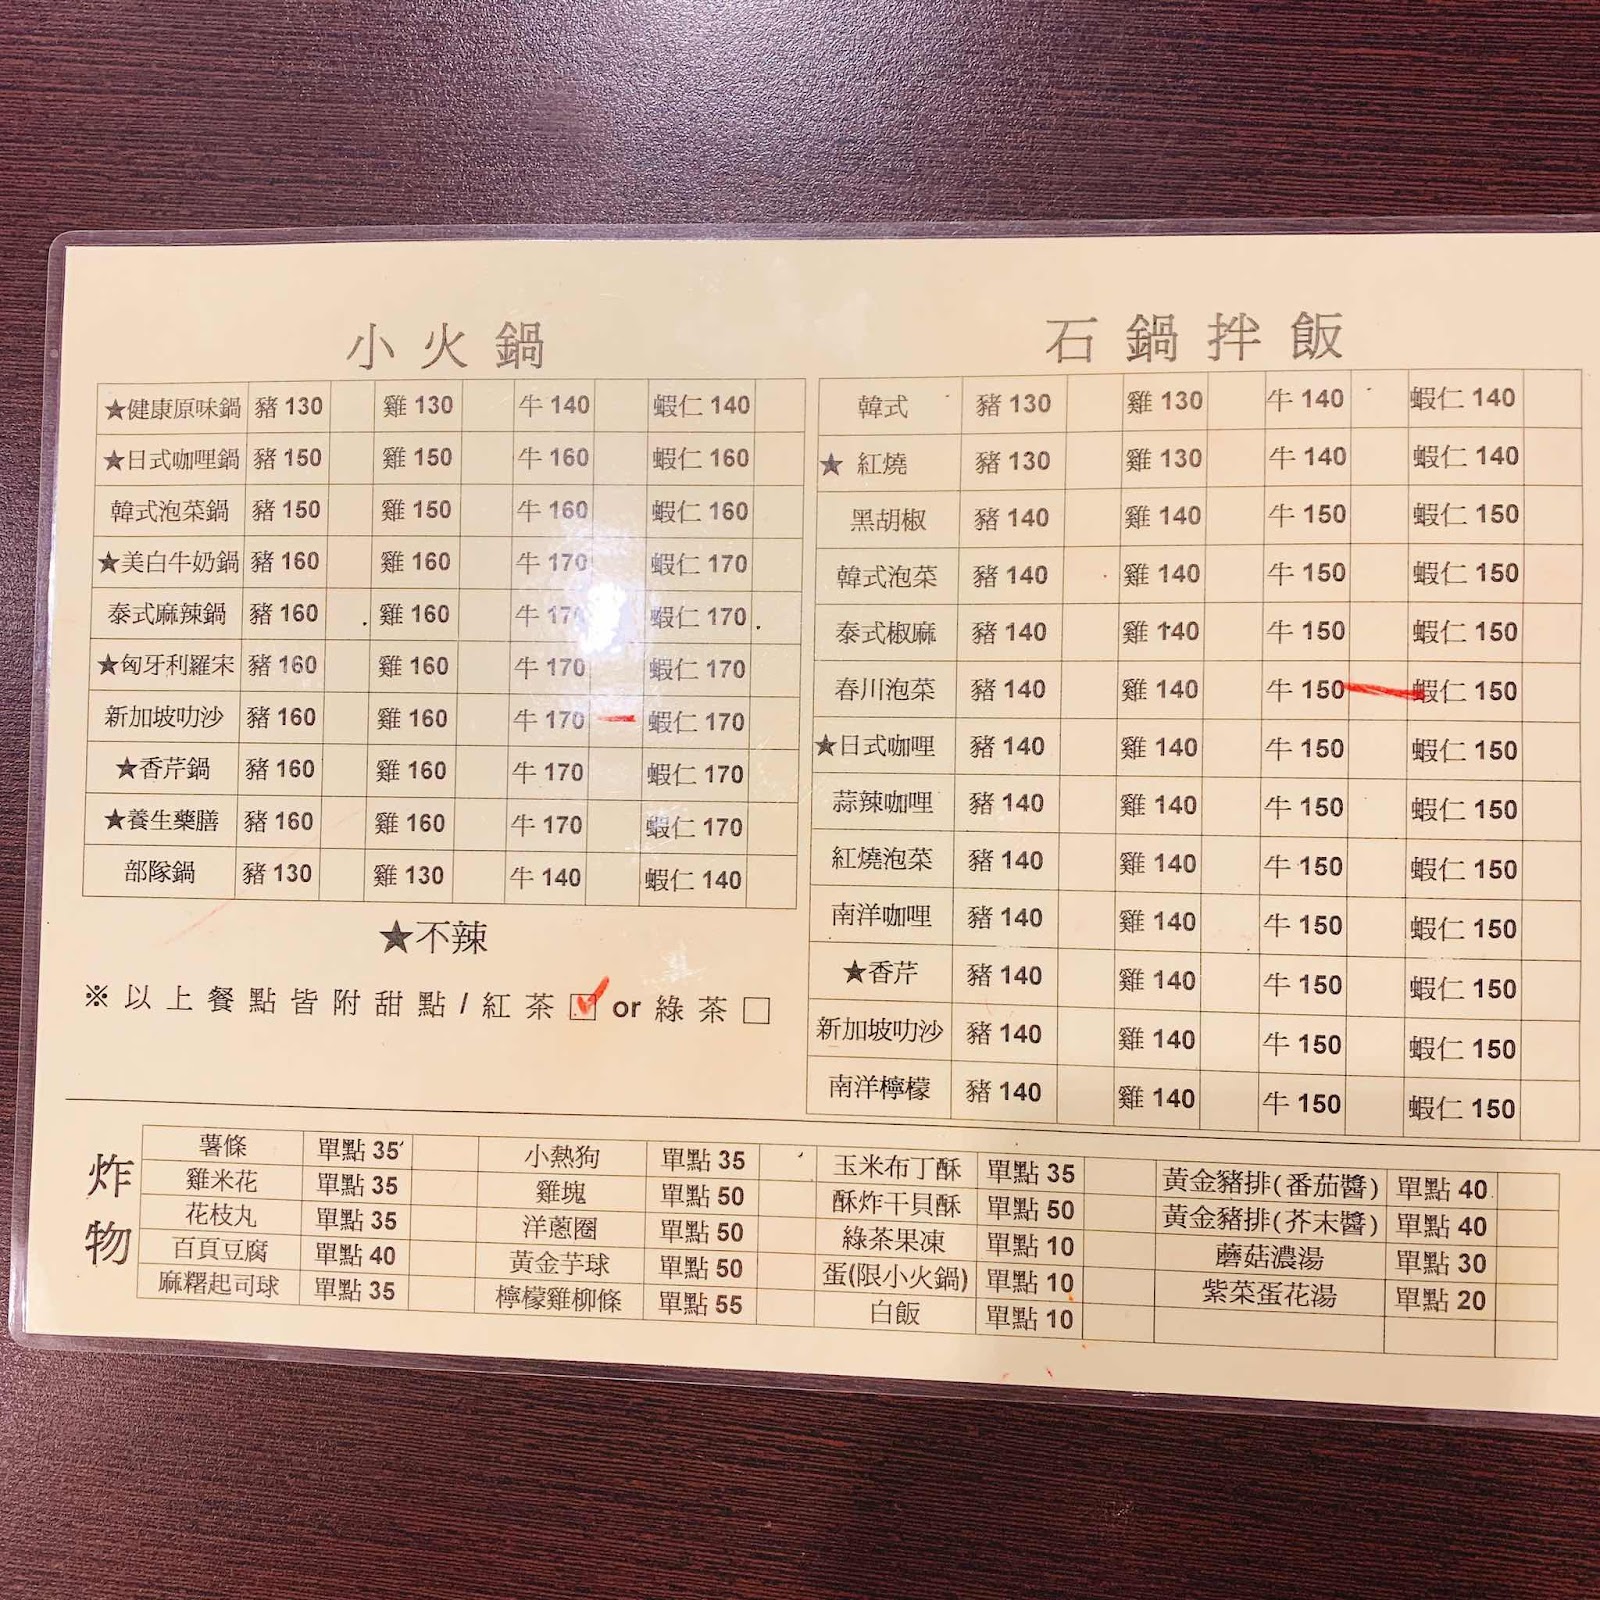 小火鍋
★健康原味鍋 豬 130 雞 130 牛 140 蝦仁 140
★日式咖哩鍋 豬 150 雞 150 牛 160 蝦仁 160
韓式泡菜鍋 豬 150 雞 150 牛 160 蝦仁 160
★美白牛奶鍋 豬 160 雞 160 牛 170 蝦仁 170
泰式麻辣鍋 豬 160 雞 160 牛 170 蝦仁 170
★匈牙利羅宋 豬 160 雞 160 牛 170 蝦仁 170
新加坡叻沙 豬 160 雞 160 牛 170 蝦仁 170
★香芹鍋 豬 160 雞 160 牛 170 蝦仁 170
★養生藥膳 豬 160 雞 160 牛 170 蝦仁 170
部隊鍋 豬 130 雞 130 牛 140 蝦仁 140
★不辣
※以上餐點皆附甜點/紅茶☑or綠茶□
石鍋拌飯
韓式 豬 130 雞 130 牛 140 蝦仁 140
★ 紅燒 豬 130 雞 130 牛 140 蝦仁 140
黑胡椒 豬 140 雞 140 牛 150 蝦仁 150
韓式泡菜 豬 140 雞 140 牛 150 蝦仁 150
泰式椒麻 豬 140 雞 140 牛 150 蝦仁 150
春川泡菜 豬 140 雞 140 牛 150 蝦仁 150
★日式咖哩 豬 140 雞 140 牛 150 蝦仁 150
蒜辣咖哩 豬 140 雞 140 牛 150 蝦仁 150
紅燒泡菜 豬 140 雞 140 牛 150 蝦仁 150
南洋咖哩 豬 140 雞 140 牛 150 蝦仁 150
★香芹 豬 140 雞 140 牛 150 蝦仁 150
新加坡叻沙 豬 140 雞 140 牛 150 蝦仁 150
南洋檸檬 豬 140 雞 140 牛 150 蝦仁 150
炸物
薯條 單點 35 小熱狗 單點 35 玉米布丁酥 單點 35 黃金豬排(番茄醬) 單點 40
雞米花 單點 35 雞塊 單點 50 酥炸干貝酥 單點 50 黃金豬排(芥末醬) 單點 40
花枝丸 單點 35 洋蔥圈 單點 50 綠茶果凍 單點 10 蘑菇濃湯 單點 30
百頁豆腐 單點 40 黃金芋球 單點 50 蛋(限小火鍋) 單點 10 紫菜蛋花湯 單點 20
麻糬起司球 單點 35 檸檬雞柳條 單點 55 白飯 單點 10